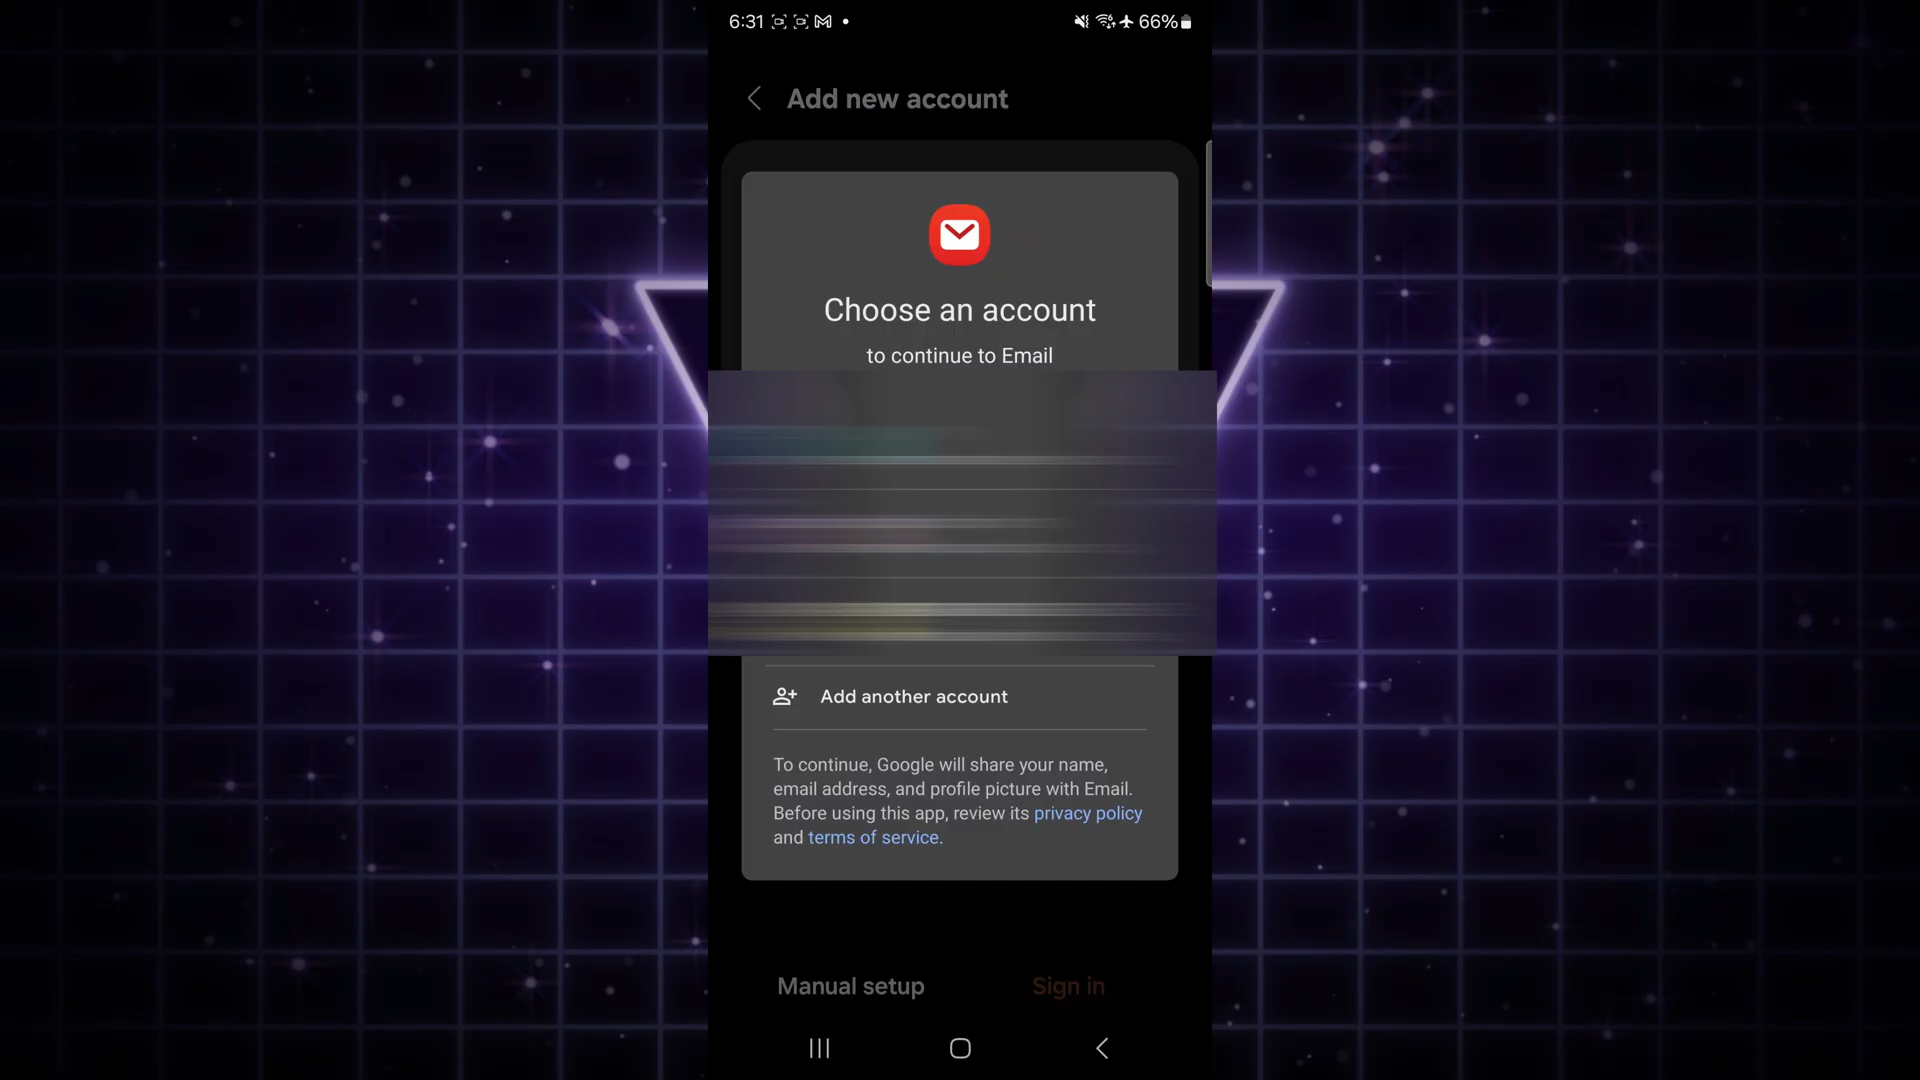 6:31
66%
Add new account
Choose an account
to continue to Email
Add another account
To continue, Google will share your name,
email address, and profile picture with Email.
Before using this app, review its privacy policy
and terms of service.
Manual setup
Sign in